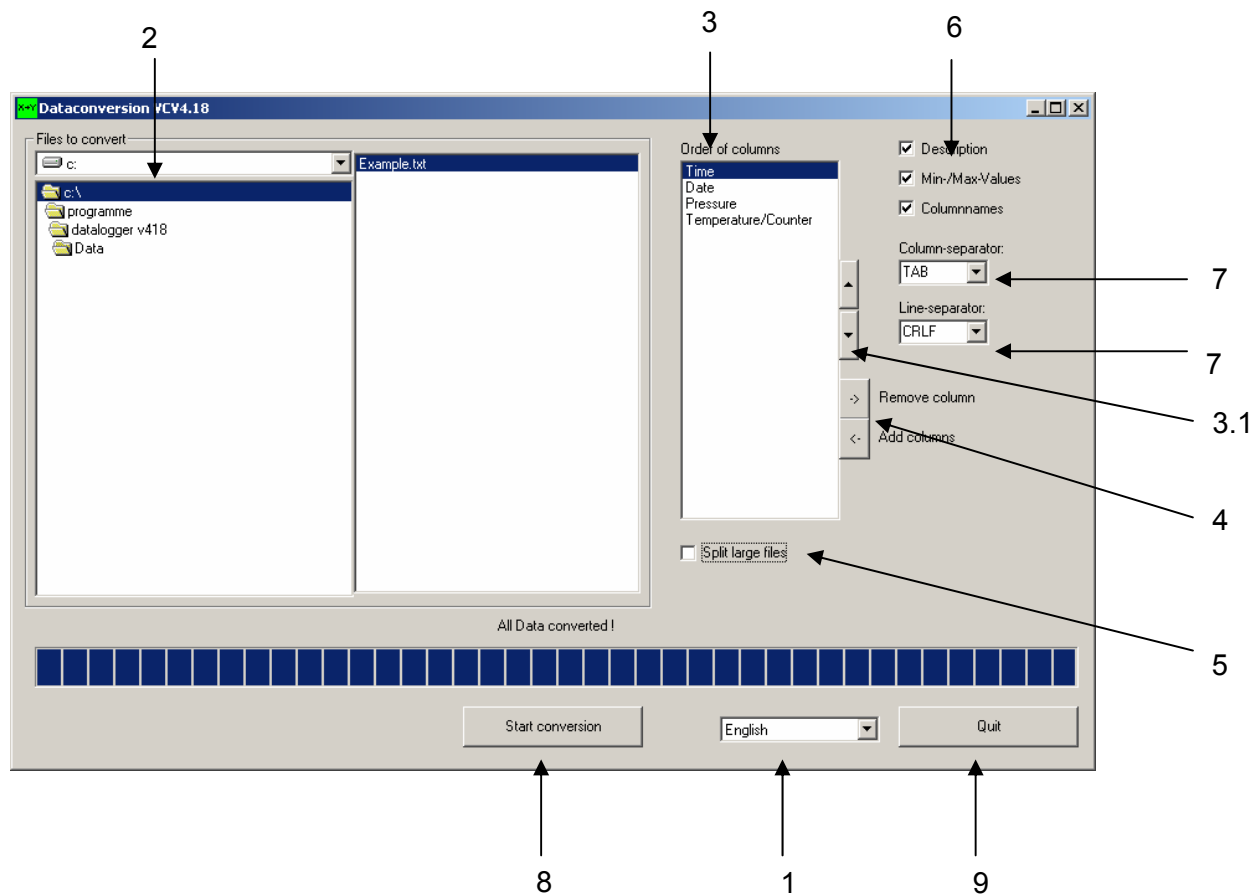 2
3
6
X→Y Dataconversion VCV4.18
Files to convert
c:
Example.txt
c:\
programme
datalogger v418
Data
Order of columns
Time
Date
Pressure
Temperature/Counter
Description
Min-/Max-Values
Columnnames
Column-separator:
TAB
7
Line-separator:
CRLF
7
-> Remove column
3.1
<- Add columns
4
Split large files
5
All Data converted !
Start conversion
English
Quit
8
1
9